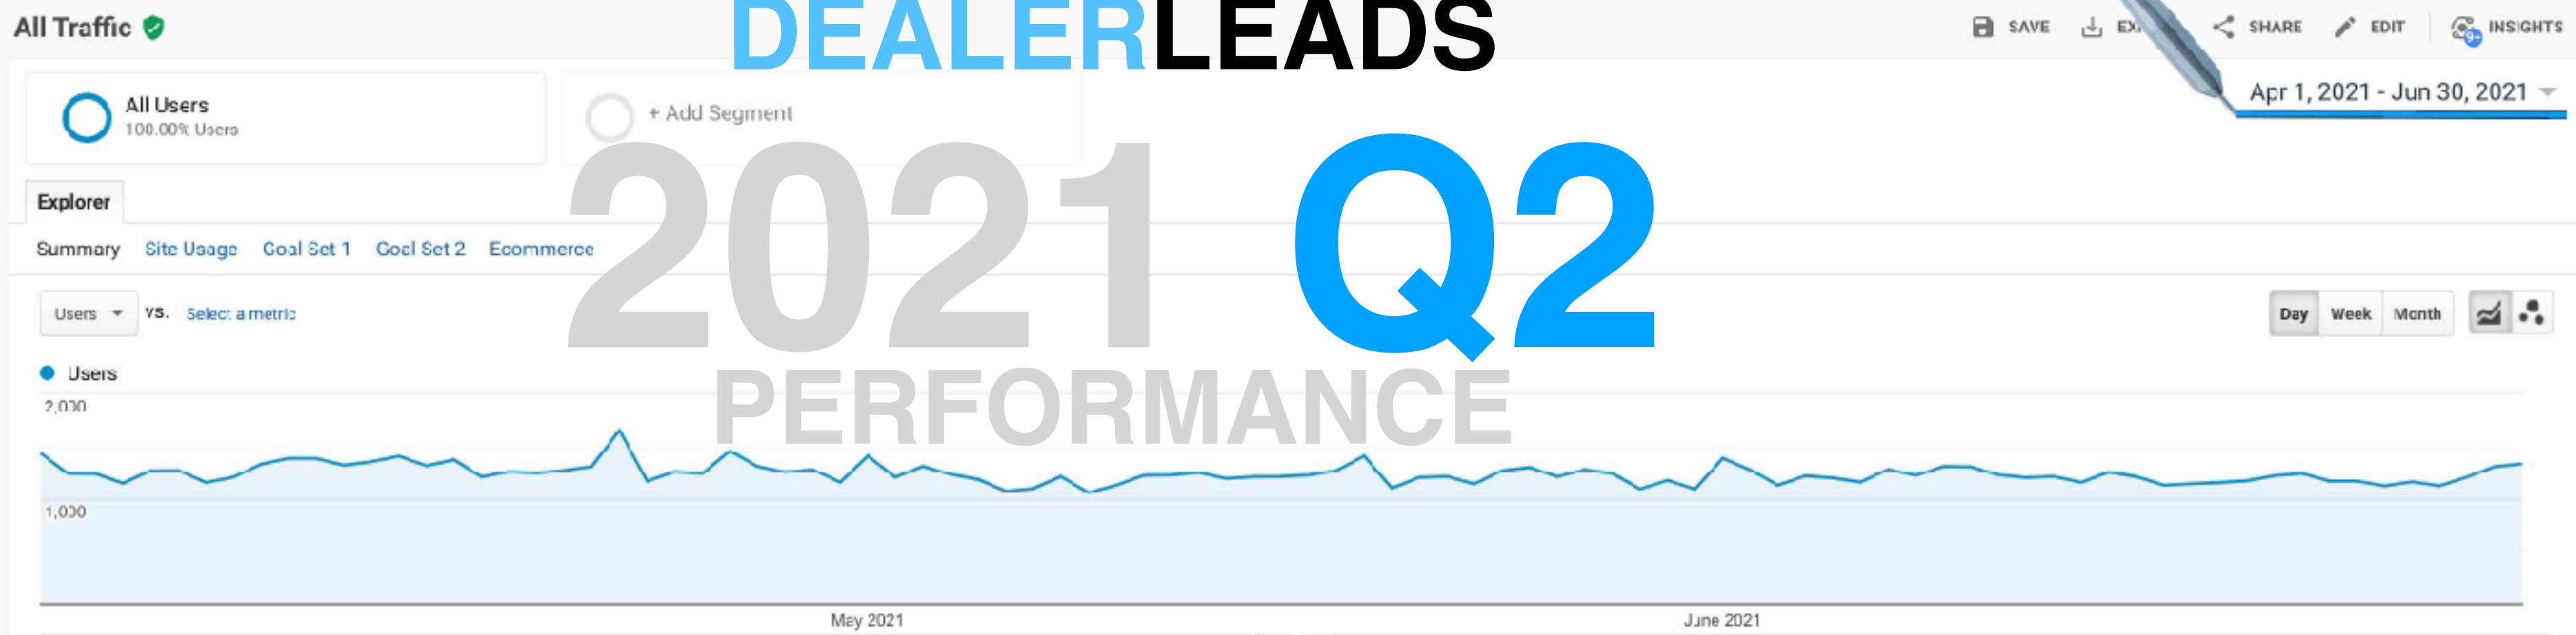 DEALERLEADS
All Traffic
SAVE
SHARE
EDIT
9+
INSIGHTS
All Users
100.00% Users
+ Add Segment
Apr 1, 2021 - Jun 30, 2021
2021 Q2
Explorer
Summary Site Usage Goal Set 1 Goal Set 2 Ecommerce
Users VS. Select a metric
Day Week Month
PERFORMANCE
Users
2,000
1,000
May 2021 June 2021